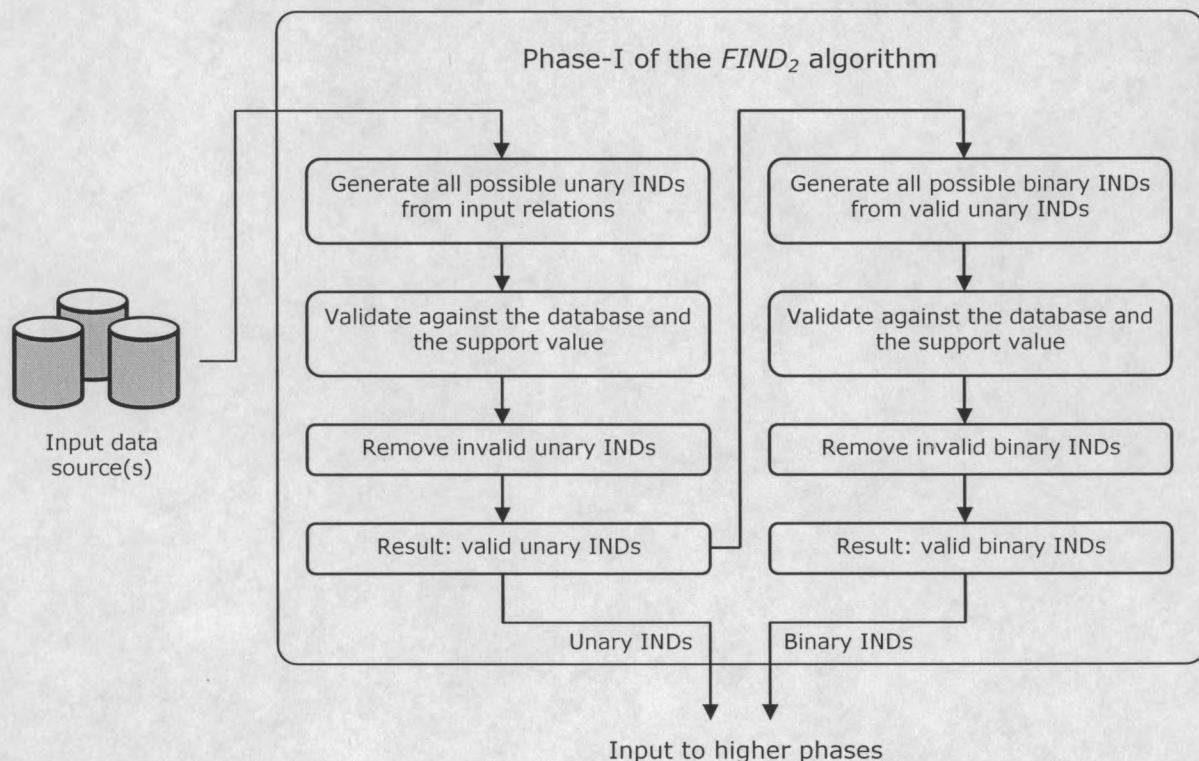 Phase-I of the FIND2 algorithm
Generate all possible unary INDs
from input relations
Validate against the database and
the support value
Remove invalid unary INDs
Result: valid unary INDs
Generate all possible binary INDs
from valid unary INDs
Validate against the database and
the support value
Remove invalid binary INDs
Result: valid binary INDs
Input data
source(s)
Unary INDs
Binary INDs
Input to higher phases